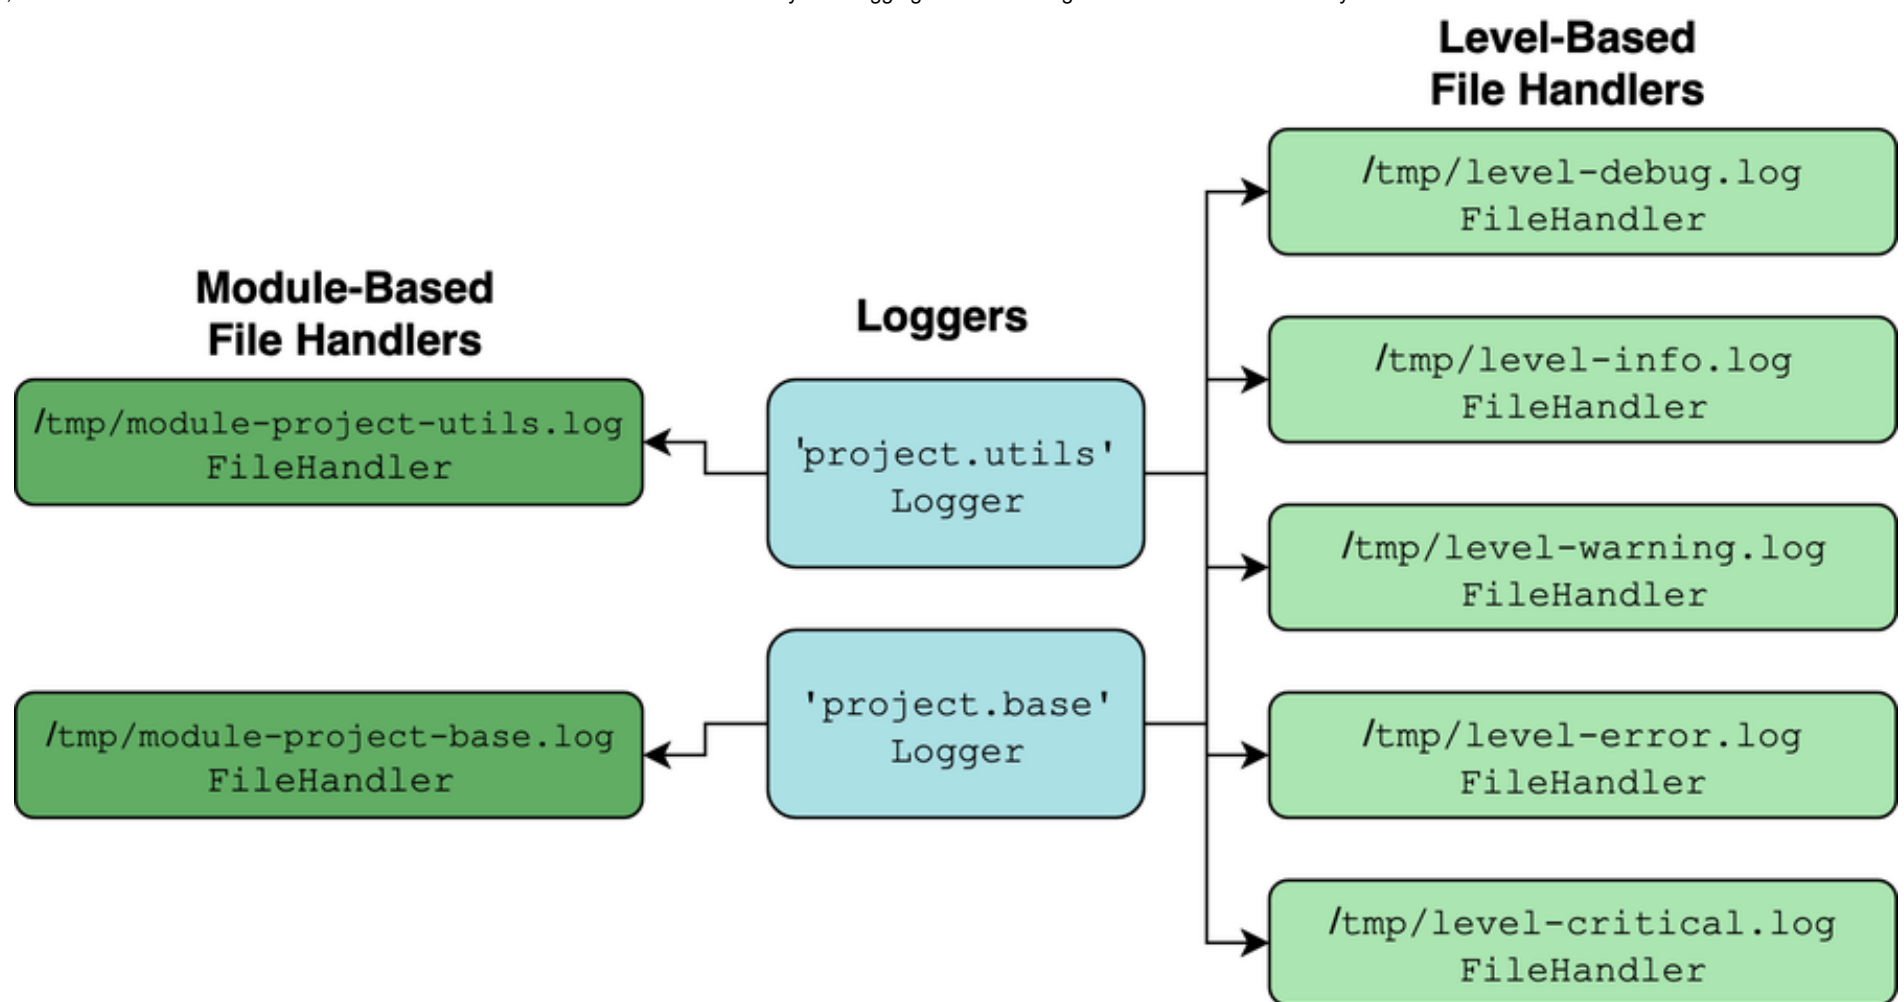 Level-Based
File Handlers
/tmp/level-debug.log
FileHandler
Module-Based
File Handlers
Loggers
/tmp/level-info.log
FileHandler
/tmp/module-project-utils.log
FileHandler
'project.utils'
Logger
/tmp/level-warning.log
FileHandler
/tmp/module-project-base.log
FileHandler
'project.base'
Logger
/tmp/level-error.log
FileHandler
/tmp/level-critical.log
FileHandler